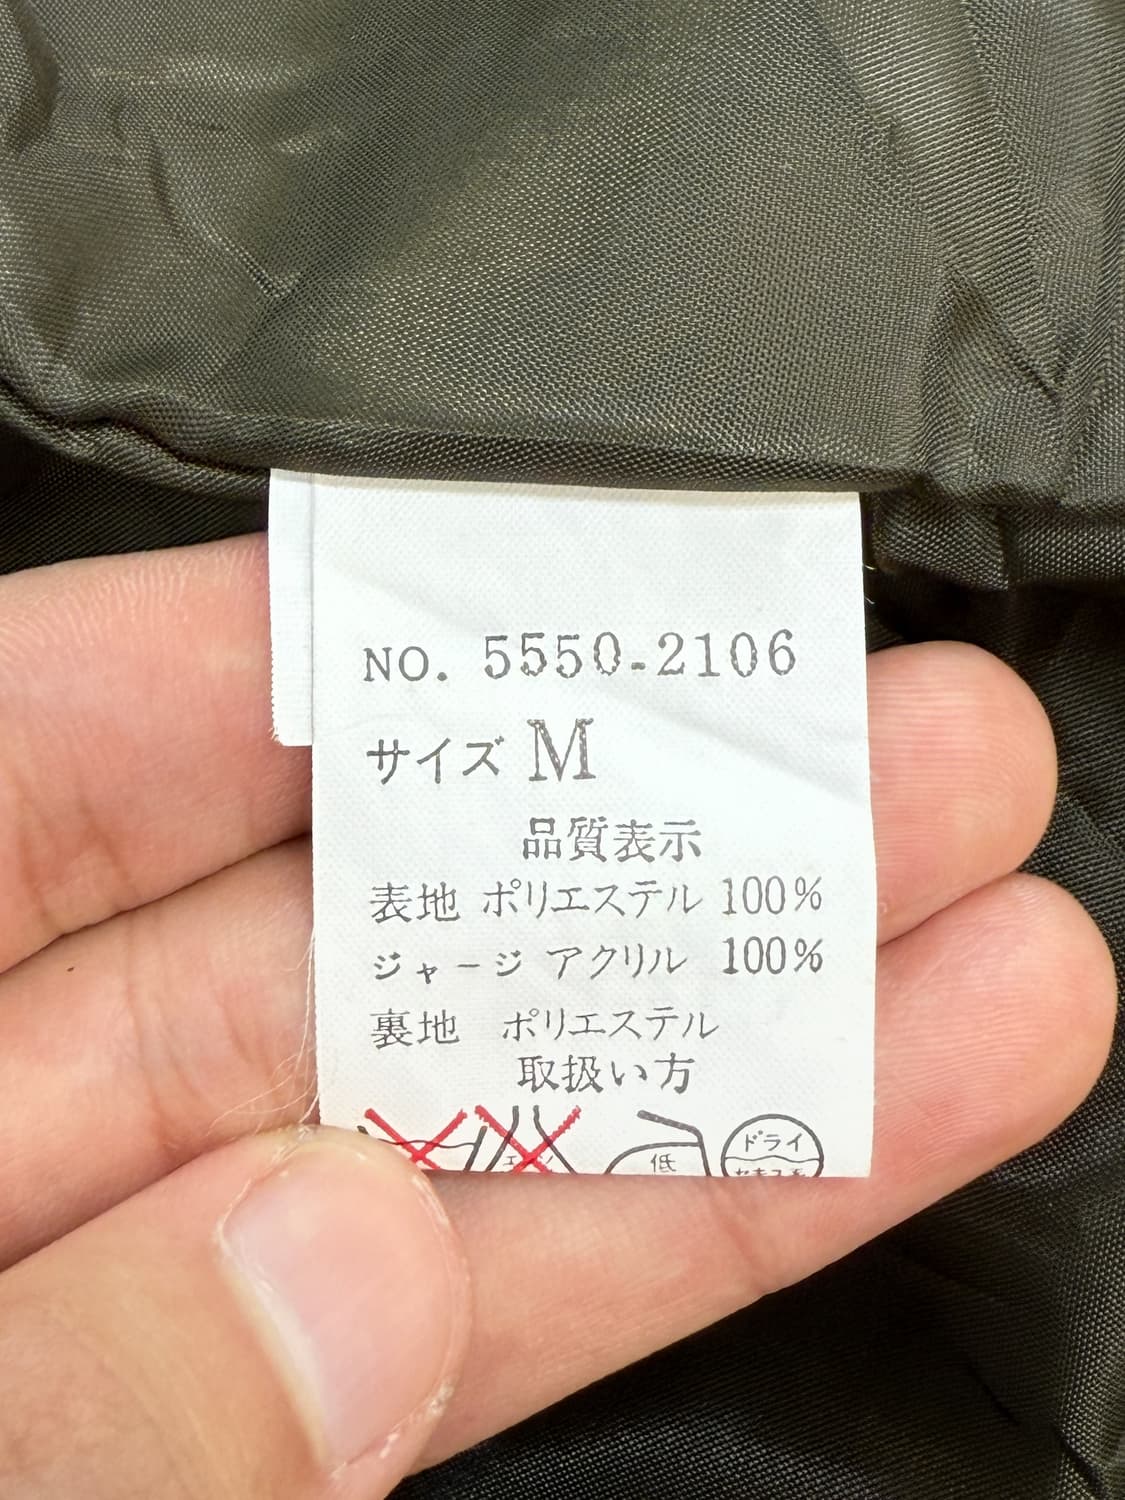 NO. 5550-2106
サイズ M
品質表示
表地 ポリエステル 100%
ジャージ アクリル 100%
裏地 ポリエステル
取扱い方
低
ドライ